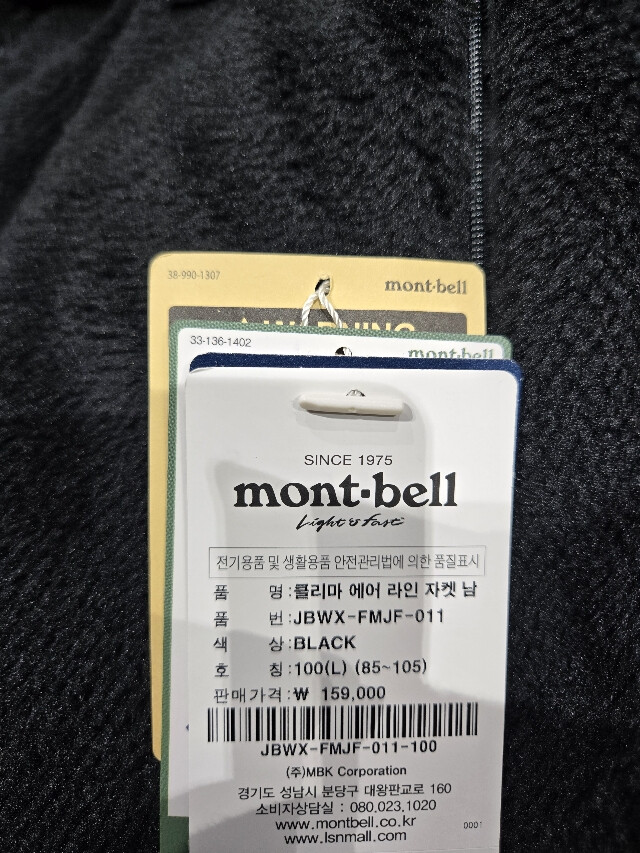 38-990-1307
mont·bell
WARNING
33-136-1402
mont·bell
SINCE 1975
mont·bell
Light & Fast
전기용품 및 생활용품 안전관리법에 의한 품질표시
품 명 : 클리마 에어 라인 자켓 남
품 번 : JBWX-FMJF-011
색 상 : BLACK
호 칭 : 100(L) (85~105)
판매가격 : ₩ 159,000
JBWX-FMJF-011-100
(주)MBK Corporation
경기도 성남시 분당구 대왕판교로 160
소비자상담실 : 080.023.1020
www.montbell.co.kr
0001
www.lsnmall.com